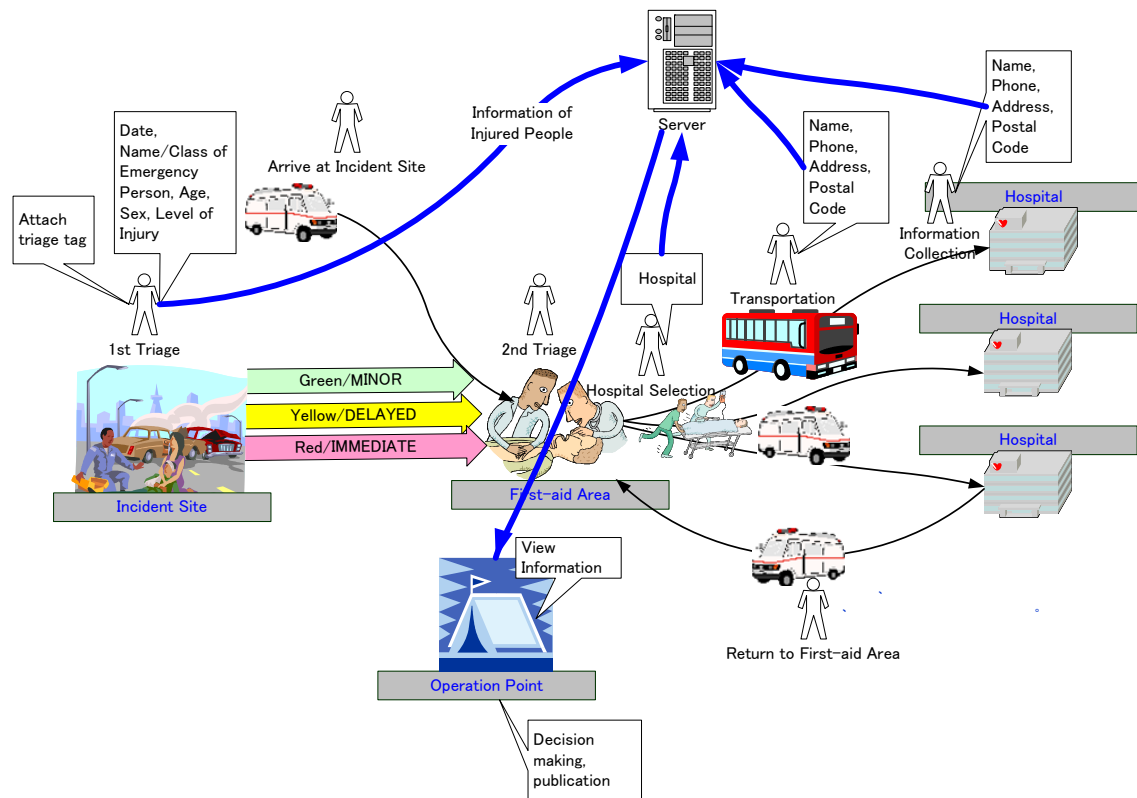 Server
Information of
Injured People
Name,
Phone,
Address,
Postal
Code
Name,
Phone,
Address,
Postal
Code
Date,
Name/Class of
Emergency
Person, Age,
Sex, Level of
Injury
Arrive at Incident Site
Attach
triage tag
Hospital
Information
Collection
Hospital
Transportation
Hospital
1st Triage
2nd Triage
Hospital Selection
Green/MINOR
Yellow/DELAYED
Red/IMMEDIATE
Hospital
Incident Site
First-aid Area
View
Information
Return to First-aid Area
Operation Point
Decision
making,
publication